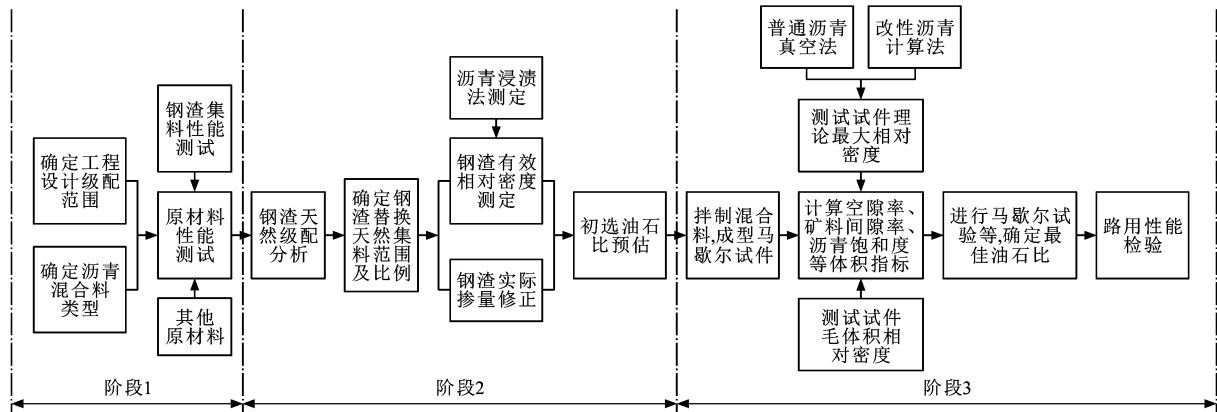 确定工程
设计级配
范围
确定沥青
混合料
类型
钢渣集
料性能
测试
原材料
性能
测试
其他
原材料
钢渣天
然级配
分析
确定钢
渣替换
天然集
料范围
及比例
沥青浸渍
法测定
钢渣有效
相对密度
测定
钢渣实际
掺量修正
初选油石
比预估
拌制混合
料,成型马
歇尔试件
普通沥青
真空法
改性沥青
计算法
测试试件理
论最大相对
密度
计算空隙率、
矿料间隙率、
沥青饱和度
等体积指标
测试试件
毛体积相
对密度
进行马歇尔试
验等,确定最
佳油石比
路用性能
检验
阶段1
阶段2
阶段3